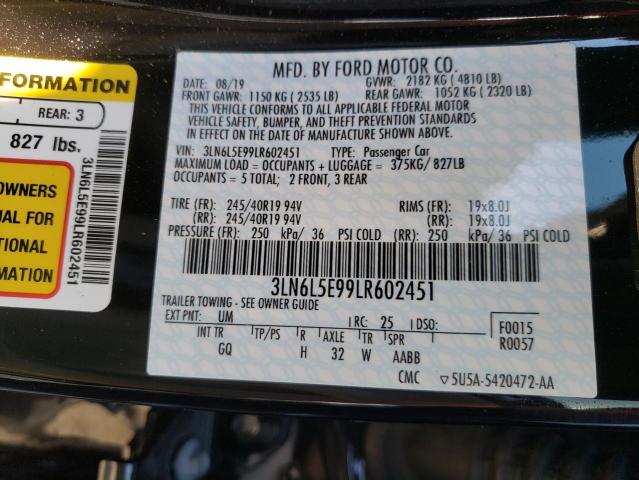 FORMATION
REAR: 3
827 lbs.
OWNERS
UAL FOR
TIONAL
RMATION
3LN6L5E99LR602451
MFD. BY FORD MOTOR CO.
DATE: 08/19 GVWR: 2182 KG ( 4810 LB)
FRONT GAWR: 1150 KG ( 2535 LB) REAR GAWR: 1052 KG ( 2320 LB)
THIS VEHICLE CONFORMS TO ALL APPLICABLE FEDERAL MOTOR
VEHICLE SAFETY, BUMPER, AND THEFT PREVENTION STANDARDS
IN EFFECT ON THE DATE OF MANUFACTURE SHOWN ABOVE.
VIN: 3LN6L5E99LR602451 TYPE: Passenger Car
MAXIMUM LOAD = OCCUPANTS + LUGGAGE = 375KG/ 827LB
OCCUPANTS = 5 TOTAL; 2 FRONT, 3 REAR
TIRE (FR): 245/40R19 94V RIMS (FR): 19x8.0J
(RR): 245/40R19 94V (RR): 19x8.0J
PRESSURE (FR): 250 kPa/ 36 PSI COLD (RR): 250 kPa/ 36 PSI COLD
3LN6L5E99LR602451
TRAILER TOWING - SEE OWNER GUIDE
EXT PNT: UM RC: 25 DSO: F0015
INT TR TP/PS R AXLE TR SPR R0057
GQ H 32 W AABB
CMC ▽5U5A-5420472-AA